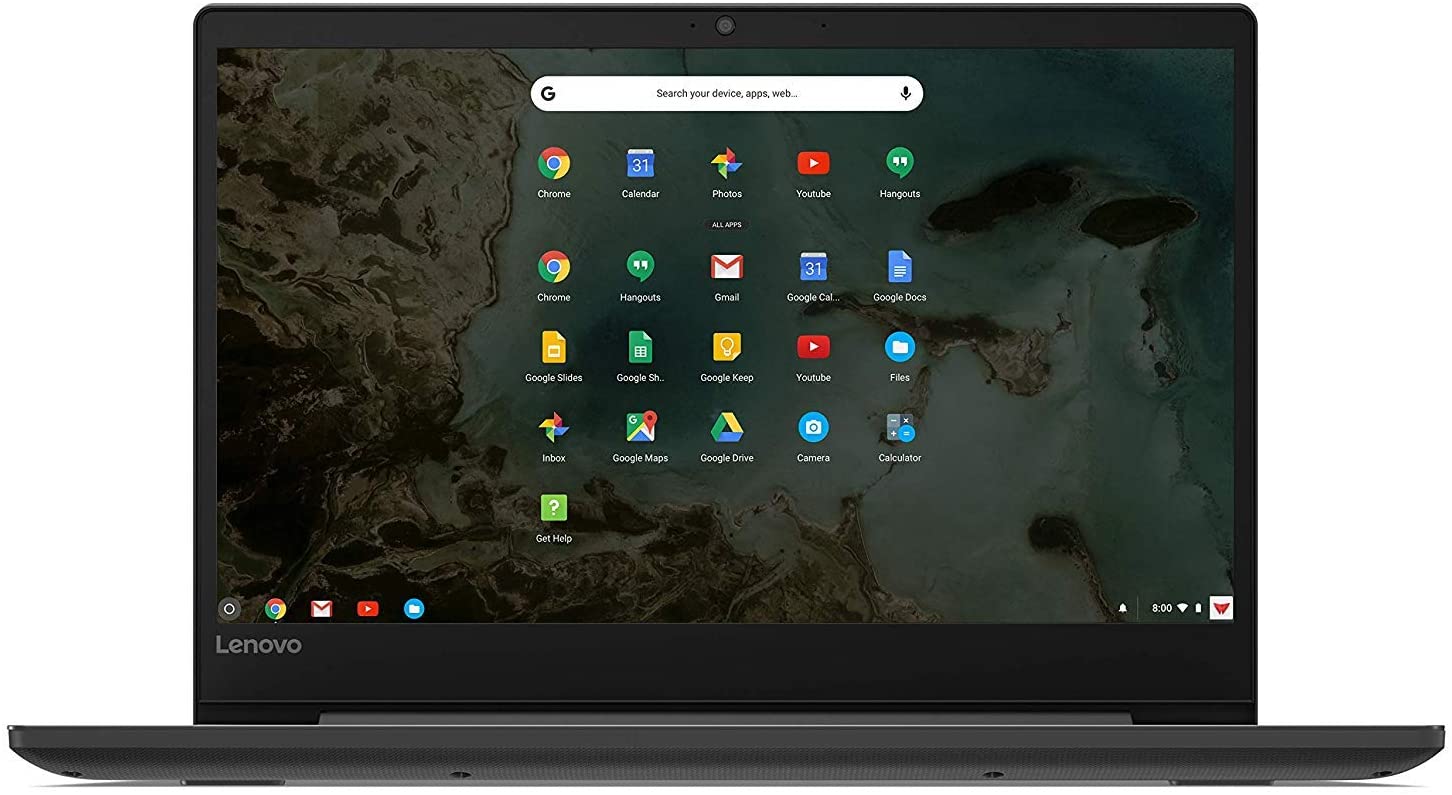 G Search your device, apps, web...
31
Chrome Calendar Photos Youtube Hangouts
ALL APPS
31
Chrome Hangouts Gmail Google Cal... Google Docs
Google Slides Google Sh.. Google Keep Youtube Files
G
Inbox Google Maps Google Drive Camera Calculator
?
Get Help
8:00
Lenovo